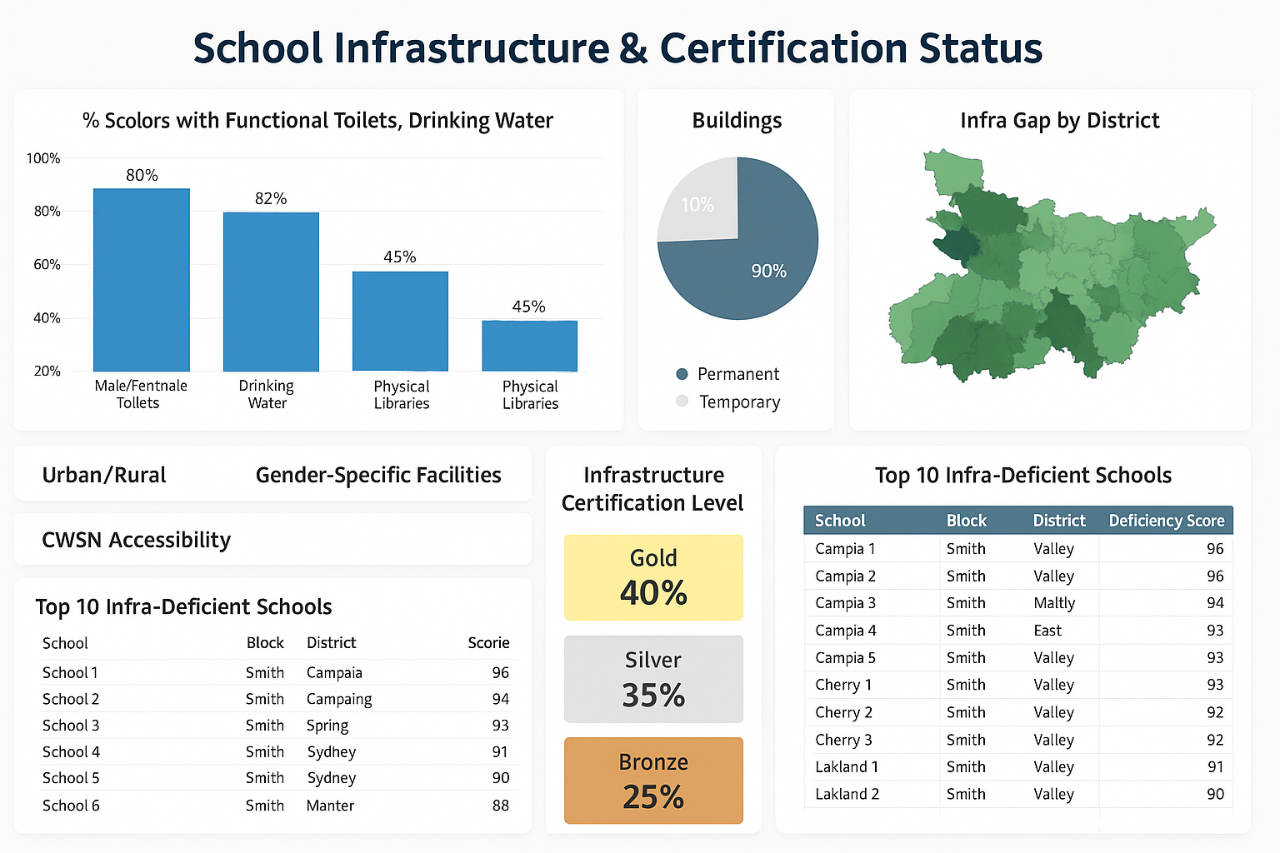 School Infrastructure & Certification Status
% Scolors with Functional Toilets, Drinking Water
100%
80%
60%
40%
20%
80%
82%
45%
45%
Male/Fentnale
Tollets
Drinking
Water
Physical
Libraries
Physical
Libraries
Buildings
10%
90%
Permanent
Temporary
Infra Gap by District
Urban/Rural
Gender-Specific Facilities
CWSN Accessibility
Top 10 Infra-Deficient Schools
School Block District Scorie
School 1 Smith Campaia 96
School 2 Smith Campaing 94
School 3 Smith Spring 93
School 4 Smith Sydhey 91
School 5 Smith Sydney 90
School 6 Smith Manter 88
Infrastructure
Certification Level
Gold
40%
Silver
35%
Bronze
25%
Top 10 Infra-Deficient Schools
School Block District Deficiency Score
Campia 1 Smith Valley 96
Campia 2 Smith Valley 96
Campia 3 Smith Maltly 94
Campia 4 Smith East 93
Campia 5 Smith Valley 93
Cherry 1 Smith Valley 93
Cherry 2 Smith Valley 92
Cherry 3 Smith Valley 92
Lakland 1 Smith Valley 91
Lakland 2 Smith Valley 90